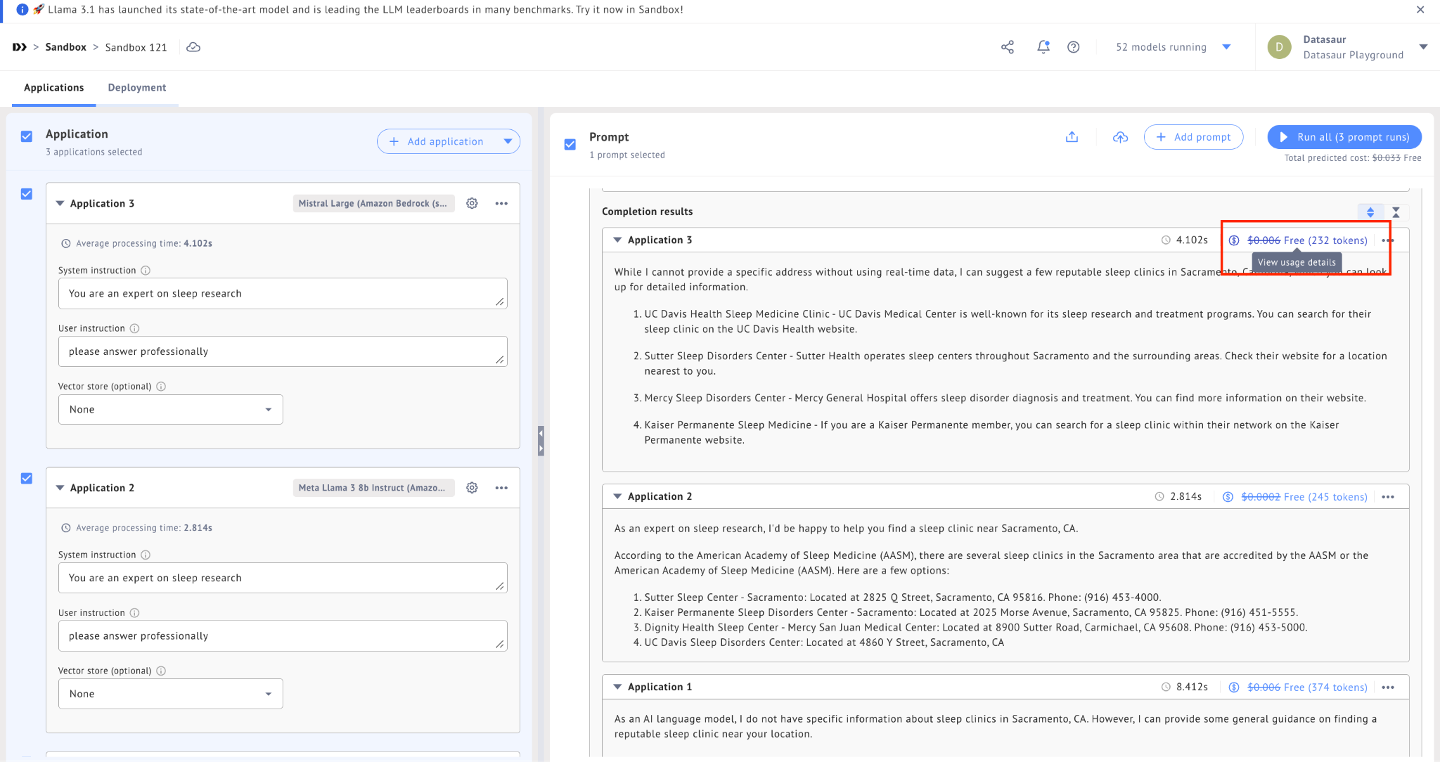 🚀 Llama 3.1 has launched its state-of-the-art model and is leading the LLM leaderboards in many benchmarks. Try it now in Sandbox!
> Sandbox > Sandbox 121
52 models running
D
Datasaur
Datasaur Playground
Applications
Deployment
Application
3 applications selected
+ Add application
Application 3
Mistral Large (Amazon Bedrock (s...
Average processing time: 4.102s
System instruction
You are an expert on sleep research
User instruction
please answer professionally
Vector store (optional)
None
Application 2
Meta Llama 3 8b Instruct (Amazo...
Average processing time: 2.814s
System instruction
You are an expert on sleep research
User instruction
please answer professionally
Vector store (optional)
None
Prompt
1 prompt selected
+ Add prompt
Run all (3 prompt runs)
Total predicted cost: $0.033 Free
Completion results
Application 3
4.102s
$0.006 Free (232 tokens)
View usage details
While I cannot provide a specific address without using real-time data, I can suggest a few reputable sleep clinics in Sacramento, can look
up for detailed information.
1. UC Davis Health Sleep Medicine Clinic - UC Davis Medical Center is well-known for its sleep research and treatment programs. You can search for their
sleep clinic on the UC Davis Health website.
2. Sutter Sleep Disorders Center - Sutter Health operates sleep centers throughout Sacramento and the surrounding areas. Check their website for a location
nearest to you.
3. Mercy Sleep Disorders Center - Mercy General Hospital offers sleep disorder diagnosis and treatment. You can find more information on their website.
4. Kaiser Permanente Sleep Medicine - If you are a Kaiser Permanente member, you can search for a sleep clinic within their network on the Kaiser
Permanente website.
Application 2
2.814s
$0.0002 Free (245 tokens)
As an expert on sleep research, I'd be happy to help you find a sleep clinic near Sacramento, CA.
According to the American Academy of Sleep Medicine (AASM), there are several sleep clinics in the Sacramento area that are accredited by the AASM or the
American Academy of Sleep Medicine (AASM). Here are a few options:
1. Sutter Sleep Center - Sacramento: Located at 2825 Q Street, Sacramento, CA 95816. Phone: (916) 453-4000.
2. Kaiser Permanente Sleep Disorders Center - Sacramento: Located at 2025 Morse Avenue, Sacramento, CA 95825. Phone: (916) 451-5555.
3. Dignity Health Sleep Center - Mercy San Juan Medical Center: Located at 8900 Sutter Road, Carmichael, CA 95608. Phone: (916) 453-5000.
4. UC Davis Sleep Disorders Center: Located at 4860 Y Street, Sacramento, CA
Application 1
8.412s
$0.006 Free (374 tokens)
As an AI language model, I do not have specific information about sleep clinics in Sacramento, CA. However, I can provide some general guidance on finding a
reputable sleep clinic near your location.